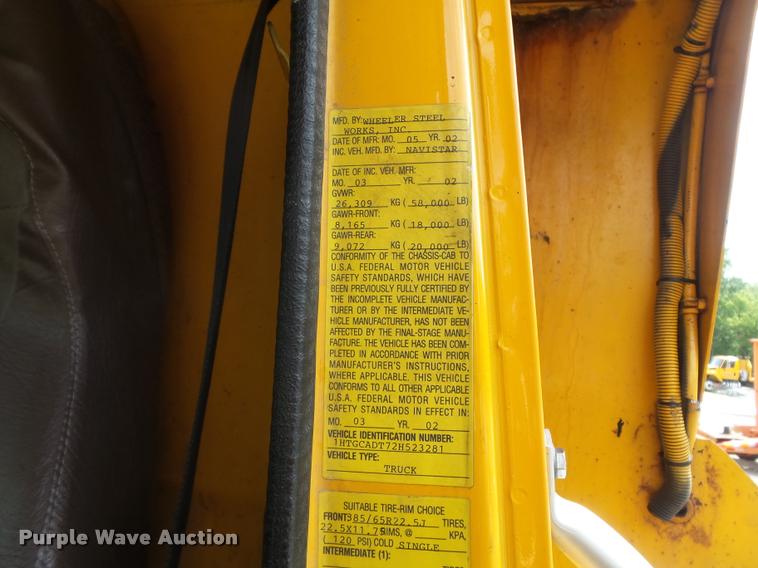 MFD. BY: WHEELER STEEL
WORKS, INC.
DATE OF MFR: MO. 05 YR. 02
INC. VEH. MFD. BY: NAVISTAR
DATE OF INC. VEH. MFR:
MO. 03 YR. 02
GVWR:
26,309 KG ( 58,000 LB)
GAWR-FRONT:
8,165 KG ( 18,000 LB)
GAWR-REAR:
9,072 KG ( 20,000 LB)
CONFORMITY OF THE CHASSIS-CAB TO
U.S.A. FEDERAL MOTOR VEHICLE
SAFETY STANDARDS, WHICH HAVE
BEEN PREVIOUSLY FULLY CERTIFIED BY
THE INCOMPLETE VEHICLE MANUFAC-
TURER OR BY THE INTERMEDIATE VE-
HICLE MANUFACTURER, HAS NOT BEEN
AFFECTED BY THE FINAL-STAGE MANU-
FACTURE. THE VEHICLE HAS BEEN COM-
PLETED IN ACCORDANCE WITH PRIOR
MANUFACTURER'S INSTRUCTIONS,
WHERE APPLICABLE. THIS VEHICLE
CONFORMS TO ALL OTHER APPLICABLE
U.S.A. FEDERAL MOTOR VEHICLE
SAFETY STANDARDS IN EFFECT IN:
MO. 03 YR. 02
VEHICLE IDENTIFICATION NUMBER:
1HTGCADT72H523281
VEHICLE TYPE:
TRUCK
SUITABLE TIRE-RIM CHOICE
FRONT 385/65R22.5J TIRES,
22.5X11.75 RIMS, @ KPA,
( 120 PSI) COLD SINGLE
INTERMEDIATE (1):
TIRES,
Purple Wave Auction